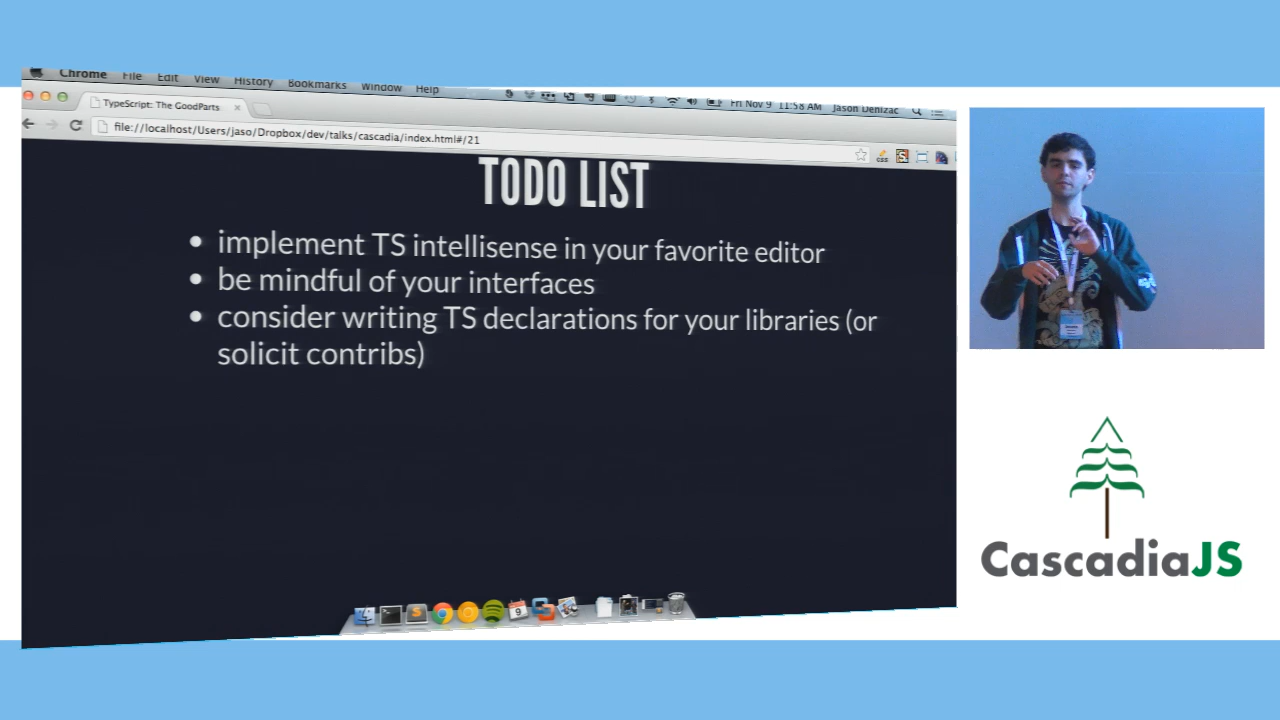 Chrome File Edit View History Bookmarks Window Help Fri Nov 9 11:58 AM Jason Denizac
TypeScript: The GoodParts
file://localhost/Users/jaso/Dropbox/dev/talks/cascadia/index.html#/21
css
TODO LIST
implement TS intellisense in your favorite editor
be mindful of your interfaces
consider writing TS declarations for your libraries (or
solicit contribs)
9
CascadiaJS